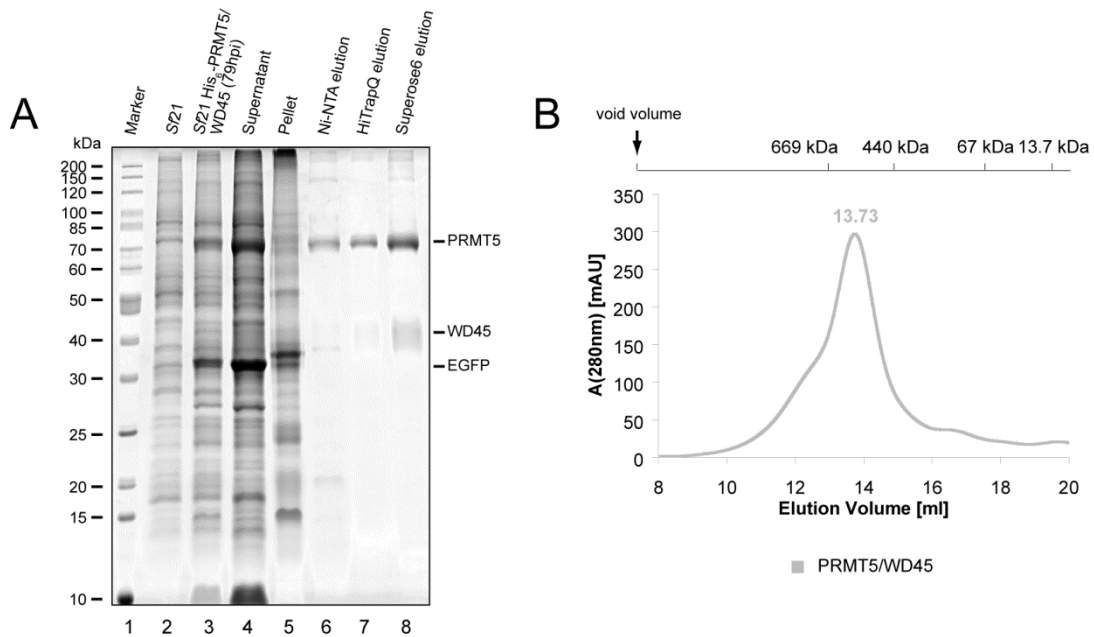 A
Marker
Sf21
Sf21 His6-PRMT5/
WD45 (79hpi)
Supernatant
Pellet
Ni-NTA elution
HiTrapQ elution
Superose6 elution
kDa
200
150
120
100
85
70
60
50
40
30
25
20
15
10
PRMT5
WD45
EGFP
1 2 3 4 5 6 7 8
B
void volume
669 kDa 440 kDa 67 kDa 13.7 kDa
A(280nm) [mAU]
350
300
250
200
150
100
50
0
13.73
8 10 12 14 16 18 20
Elution Volume [ml]
PRMT5/WD45